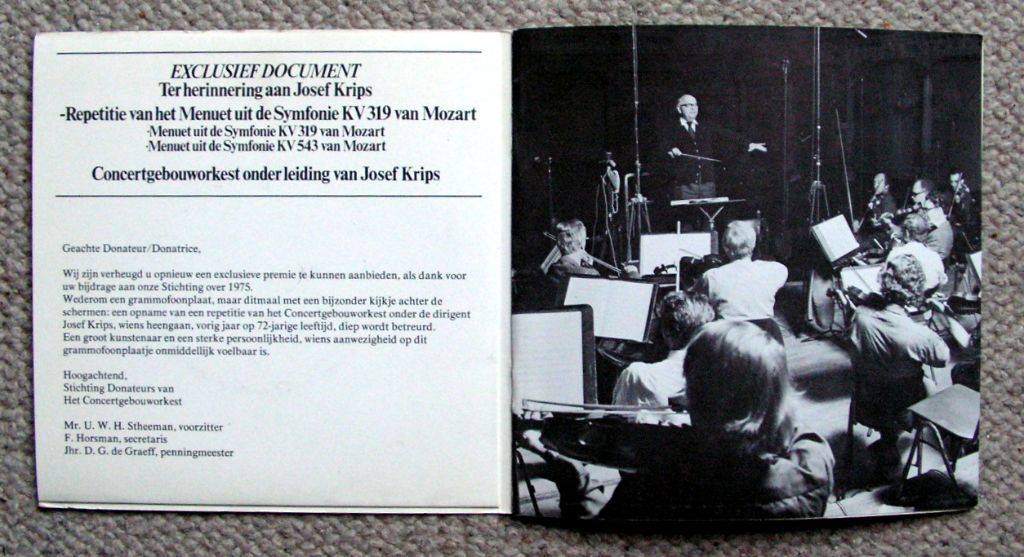 EXCLUSIEF DOCUMENT
Ter herinnering aan Josef Krips
-Repetitie van het Menuet uit de Symfonie KV 319 van Mozart
-Menuet uit de Symfonie KV 319 van Mozart
-Menuet uit de Symfonie KV 543 van Mozart
Concertgebouworkest onder leiding van Josef Krips
Geachte Donateur/Donatrice,
Wij zijn verheugd u opnieuw een exclusieve premie te kunnen aanbieden, als dank voor
uw bijdrage aan onze Stichting over 1975.
Wederom een grammofoonplaat, maar ditmaal met een bijzonder kijkje achter de
schermen: een opname van een repetitie van het Concertgebouworkest onder de dirigent
Josef Krips, wiens heengaan, vorig jaar op 72-jarige leeftijd, diep wordt betreurd.
Een groot kunstenaar en een sterke persoonlijkheid, wiens aanwezigheid op dit
grammofoonplaatje onmiddellijk voelbaar is.
Hoogachtend,
Stichting Donateurs van
Het Concertgebouworkest
Mr. U. W. H. Stheeman, voorzitter
F. Horsman, secretaris
Jhr. D. G. de Graeff, penningmeester